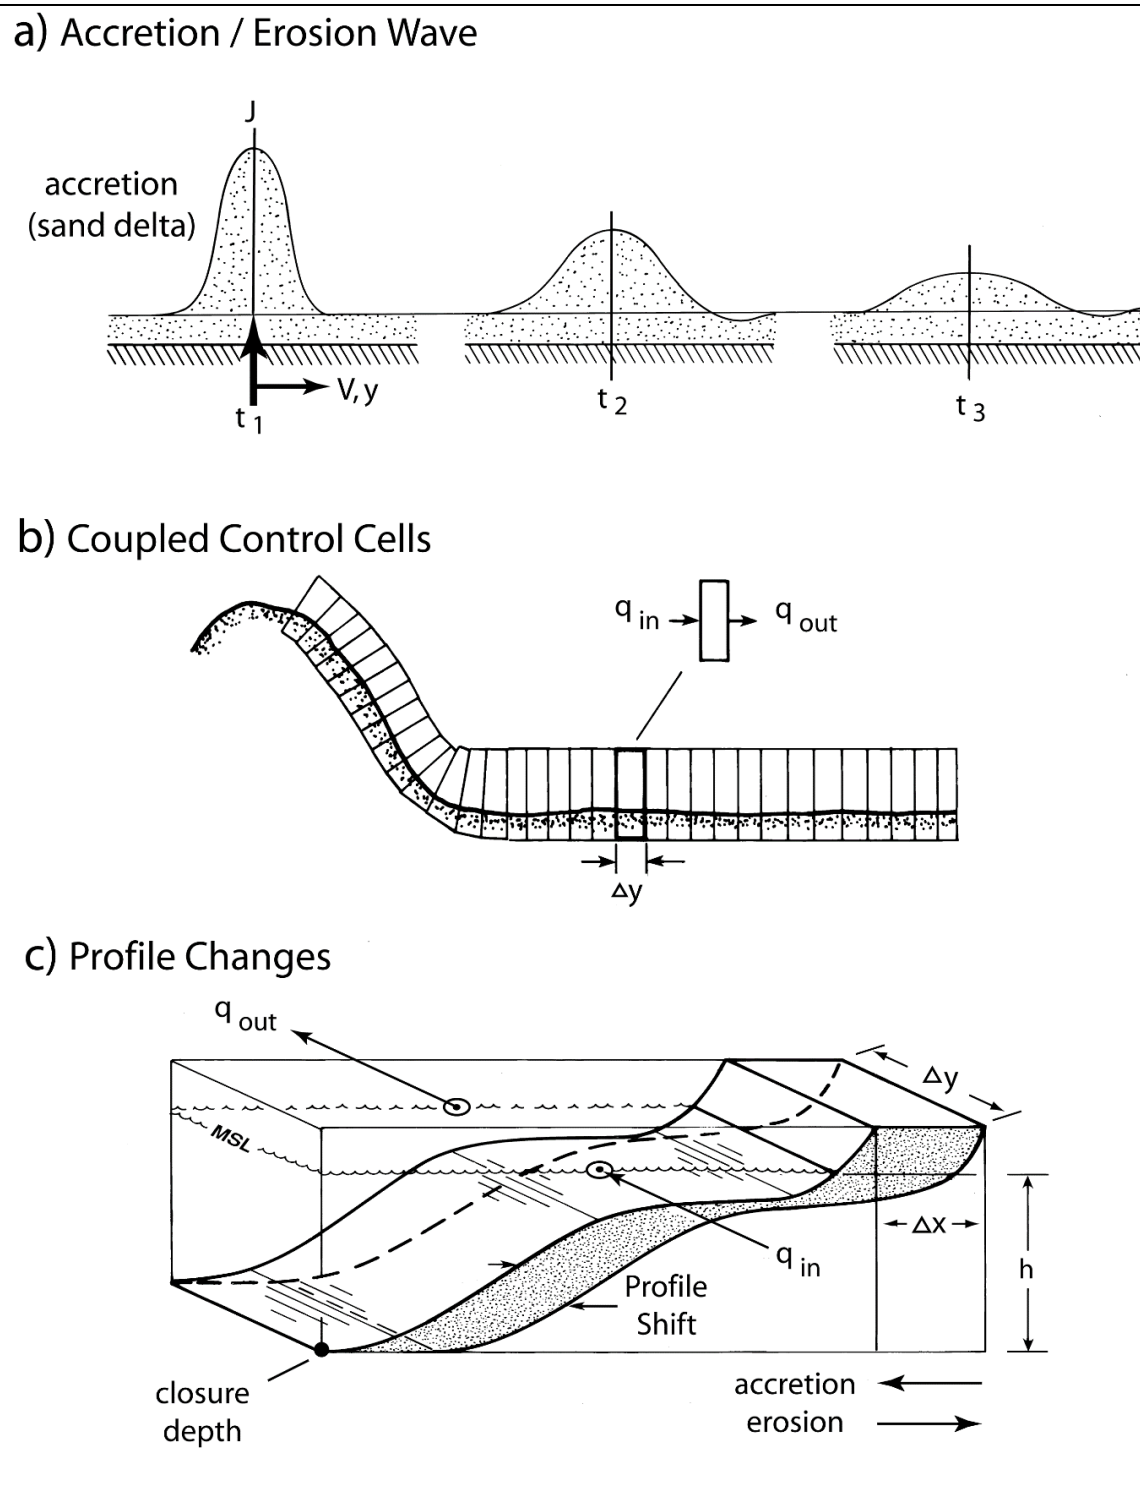 a) Accretion / Erosion Wave
J
accretion
(sand delta)
V, y
t 1
t 2
t 3
b) Coupled Control Cells
q in
q out
Δy
c) Profile Changes
q out
Δy
MSL
Δx
q in
h
Profile
Shift
closure
depth
accretion
erosion